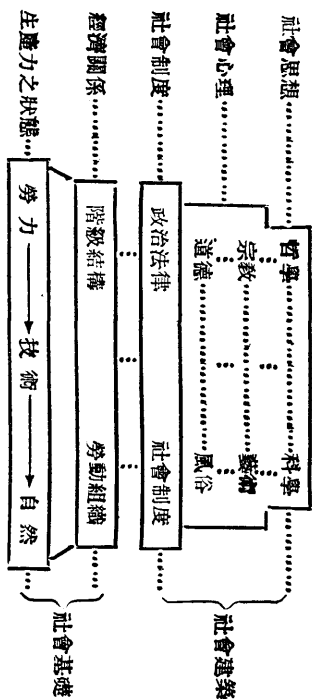 社會思想 哲學 科學
宗教 藝術
社會心理 道德 風俗
社會制度 政治法律 社會制度
經濟關係 階級結構 勞動組織
生產力之狀態 勞力 技術 自然
社會建築
社會基礎